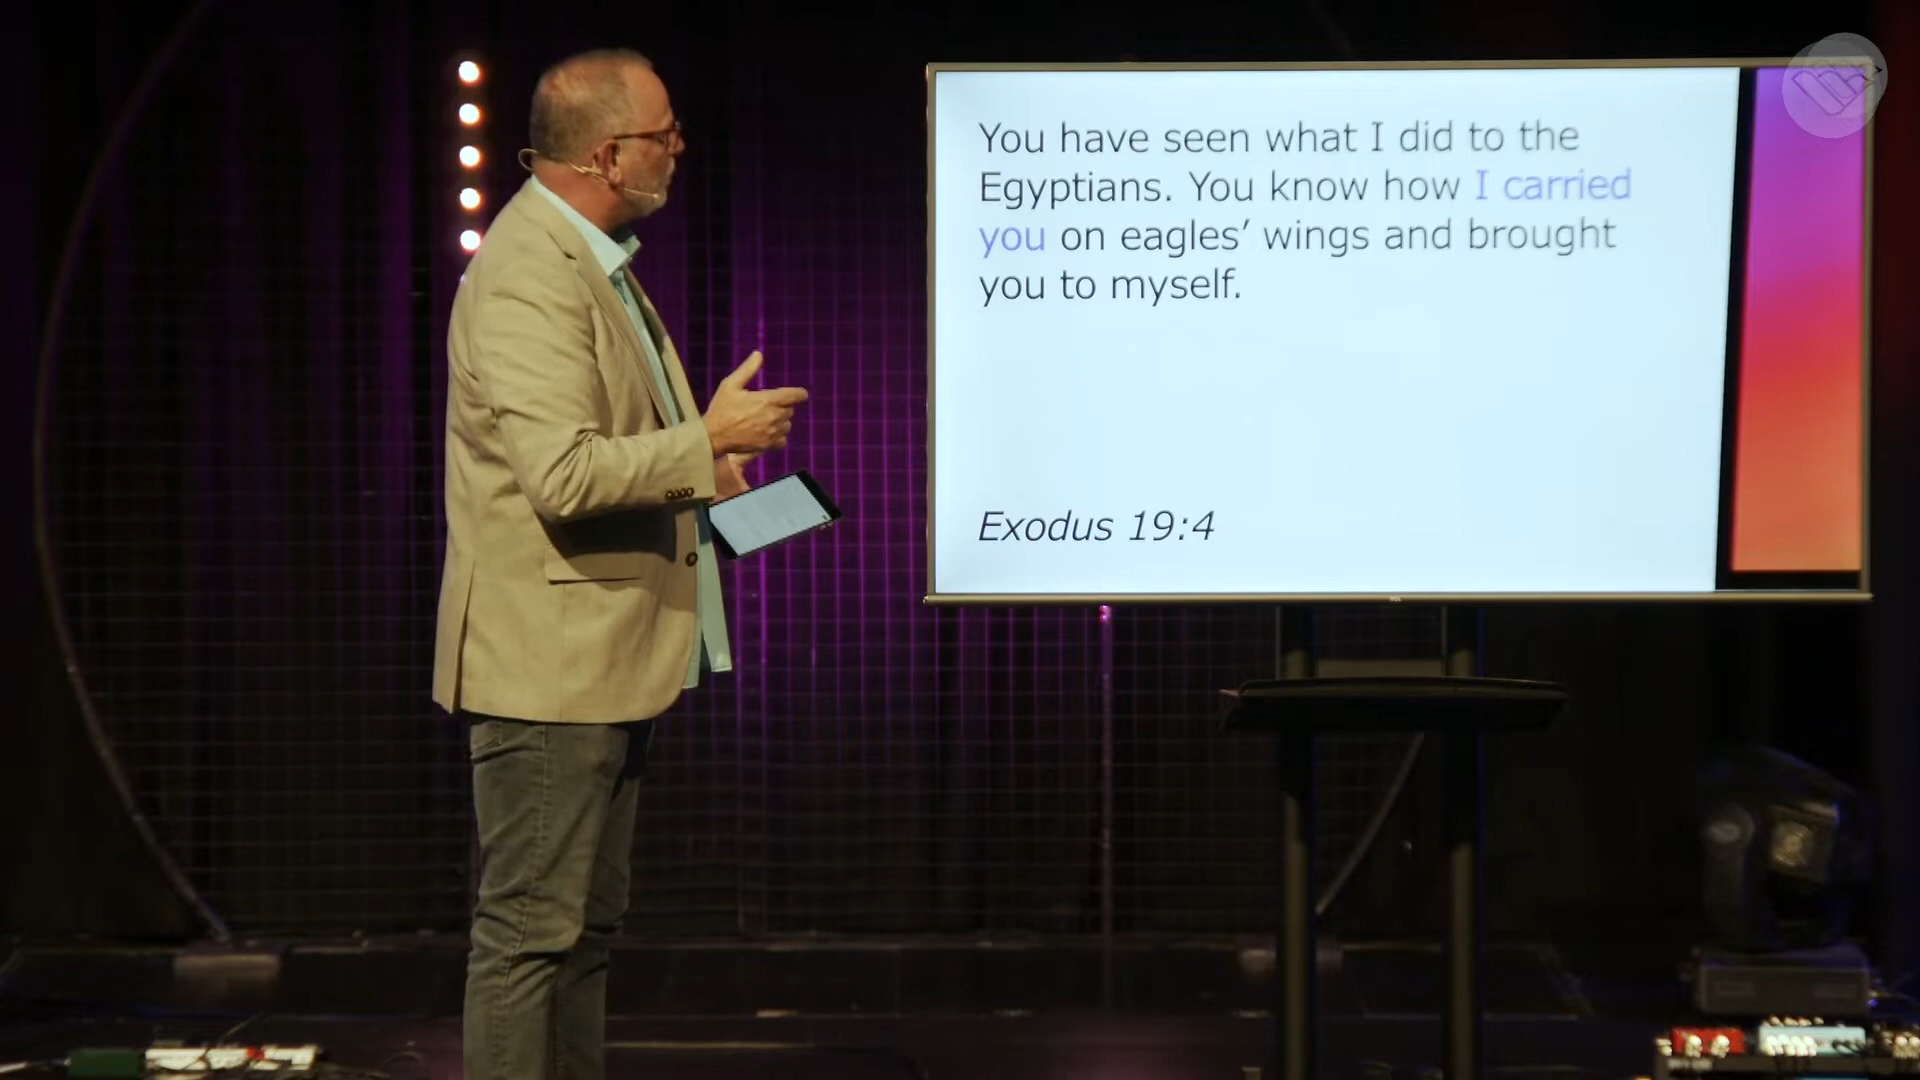 You have seen what I did to the
Egyptians. You know how I carried
you on eagles’ wings and brought
you to myself.
Exodus 19:4